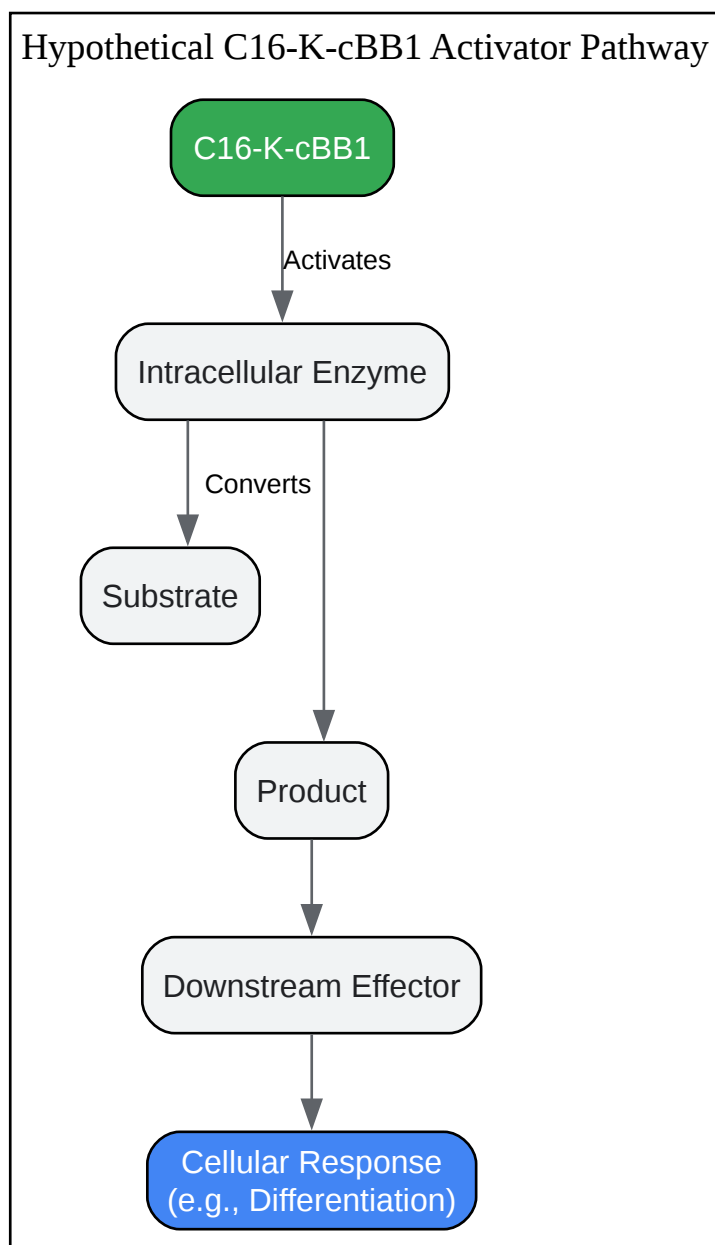 Hypothetical C16-K-cBB1 Activator Pathway
C16-K-cBB1
Activates
Intracellular Enzyme
Converts
Substrate
Product
Downstream Effector
Cellular Response
(e.g., Differentiation)